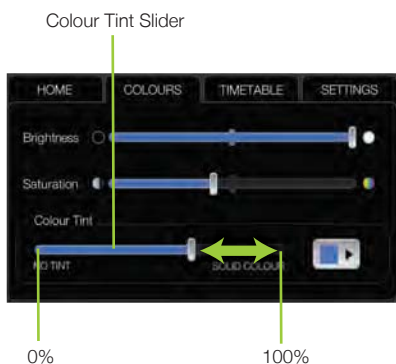 Colour Tint Slider
HOME COLOURS TIMETABLE SETTINGS
Brightness
Saturation
Colour Tint
NO TINT SOLID COLOUR
0% 100%